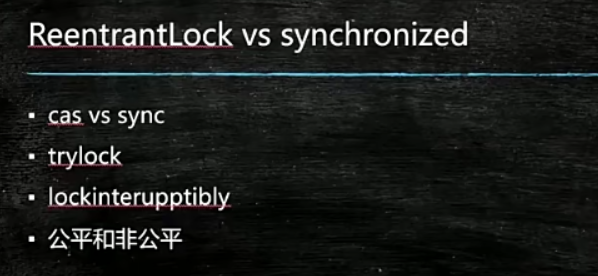 ReentrantLock vs synchronized
▪ cas vs sync
▪ trylock
▪ lockinterupptibly
▪ 公平和非公平